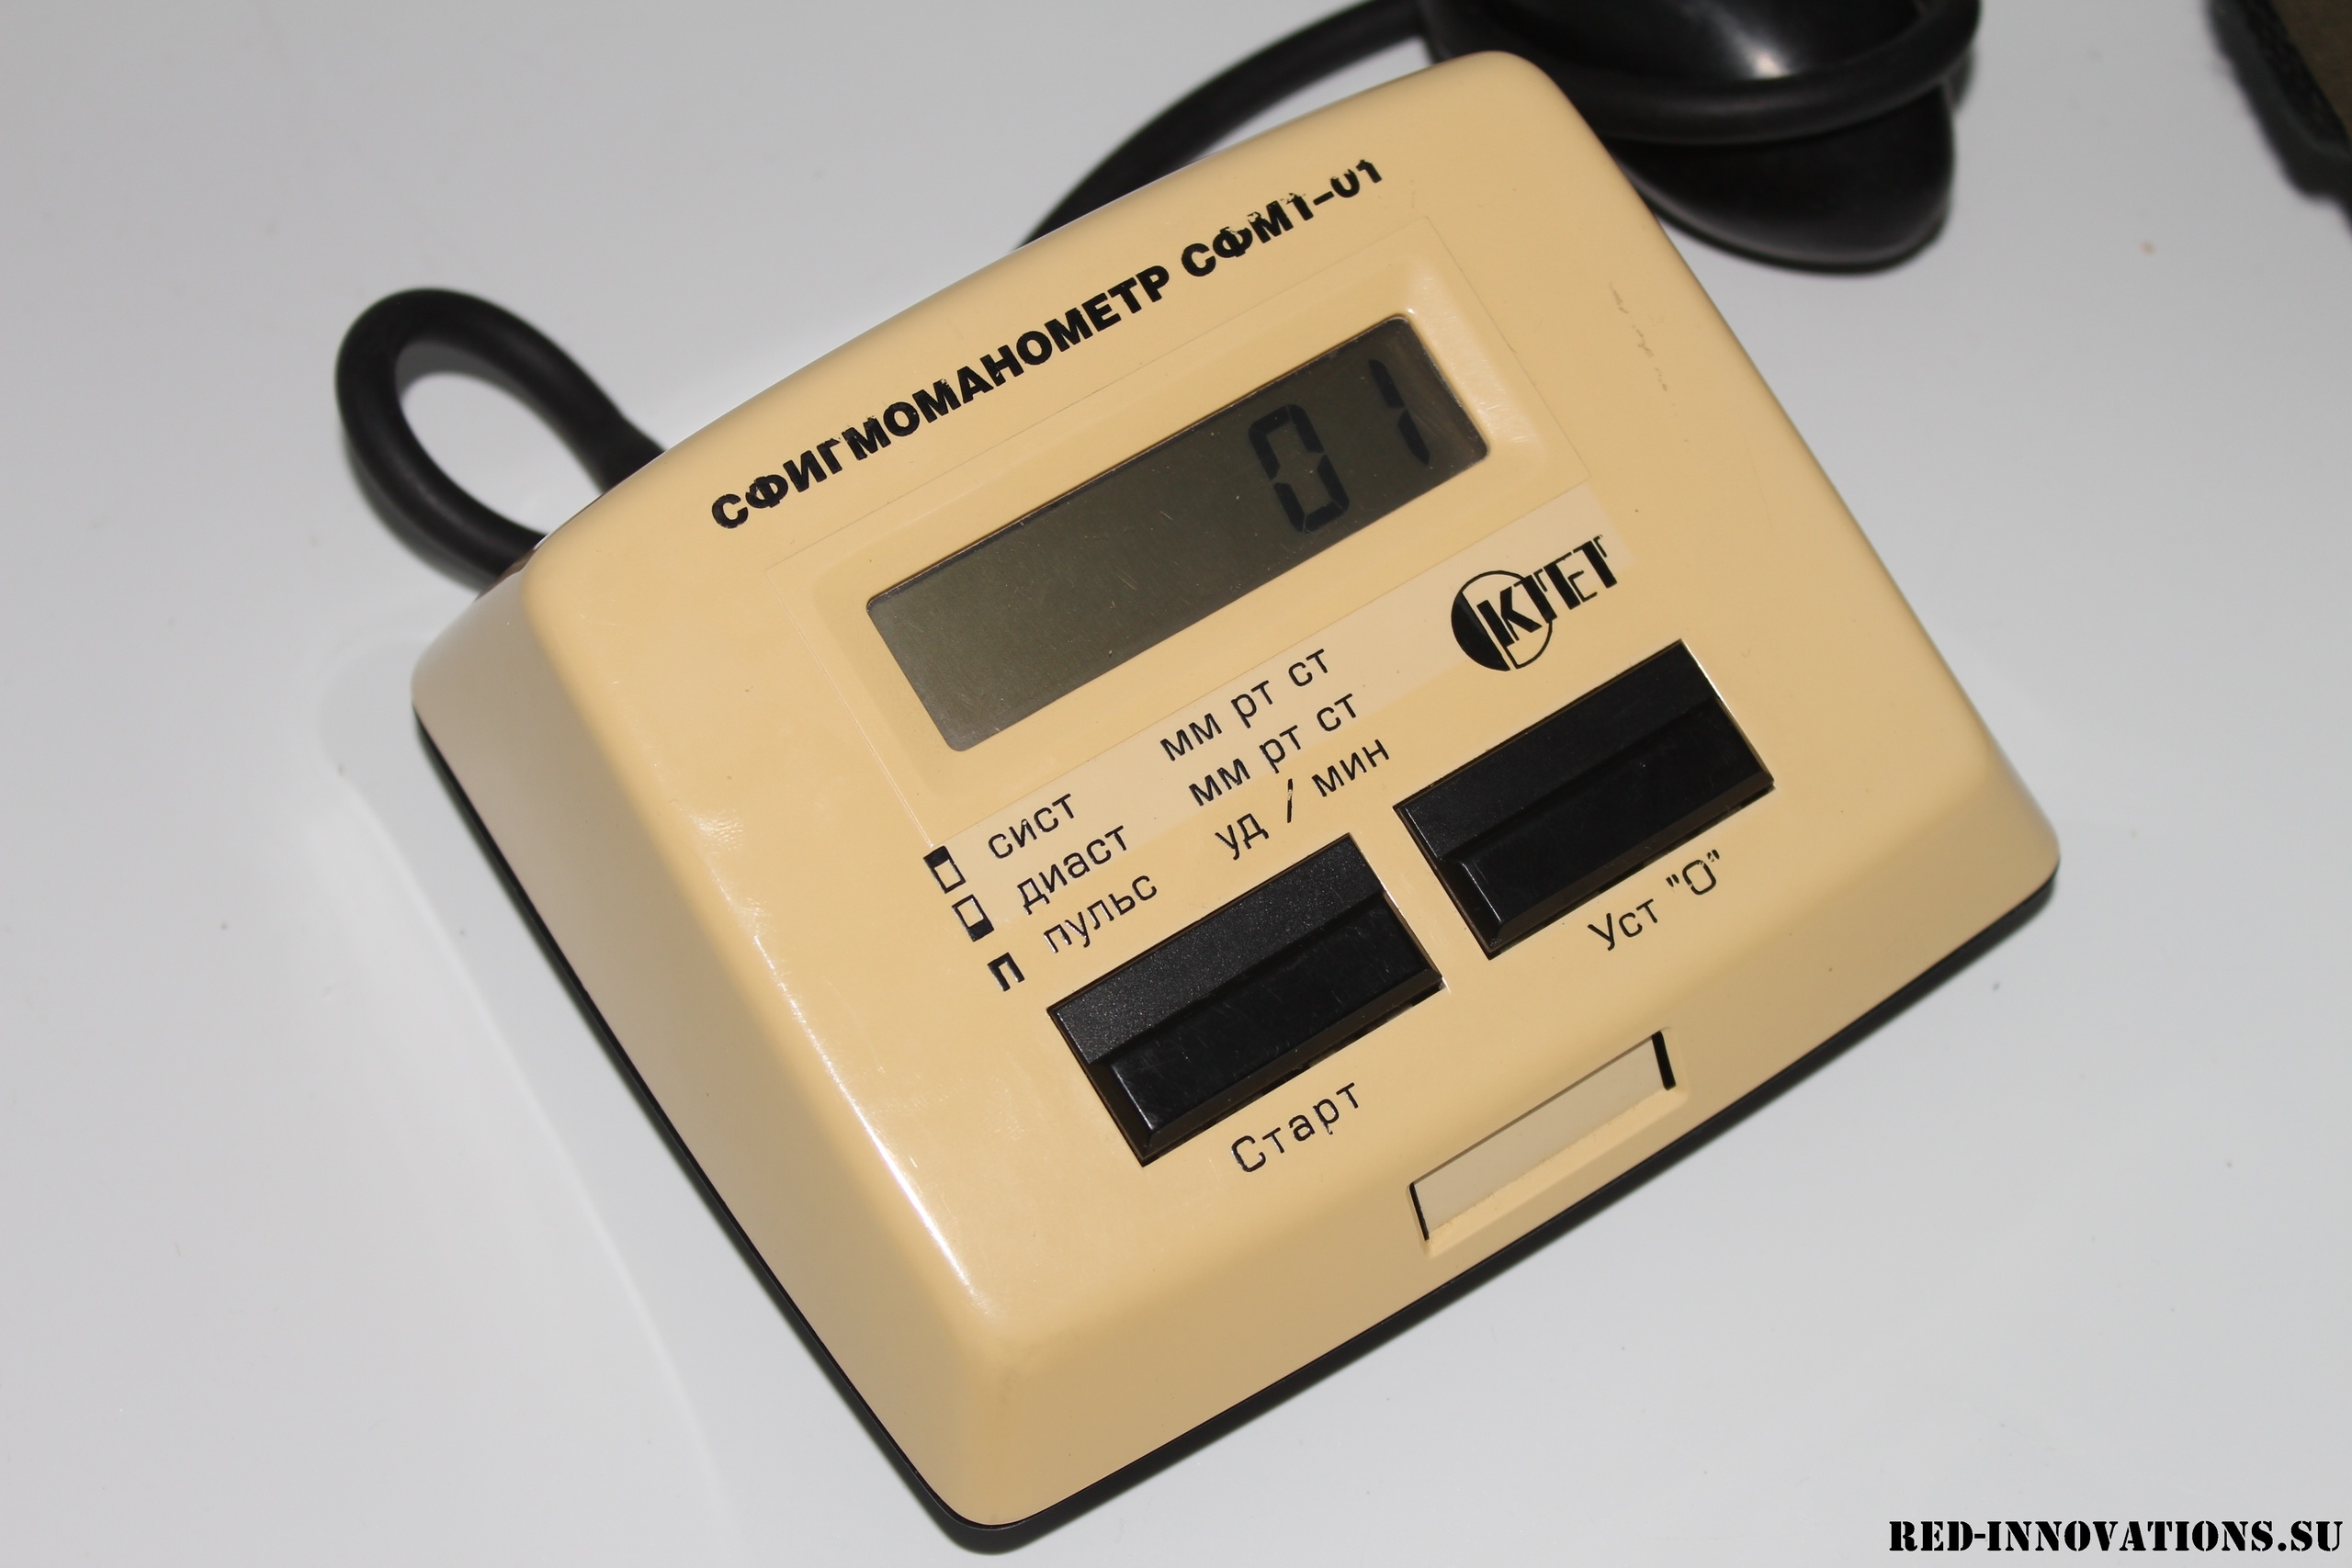 СФИГМОМАНОМЕТР СФМ1-01
01
сист мм рт ст
диаст мм рт ст
П пульс уд / мин
Старт
Уст "0"
RED-INNOVATIONS.SU